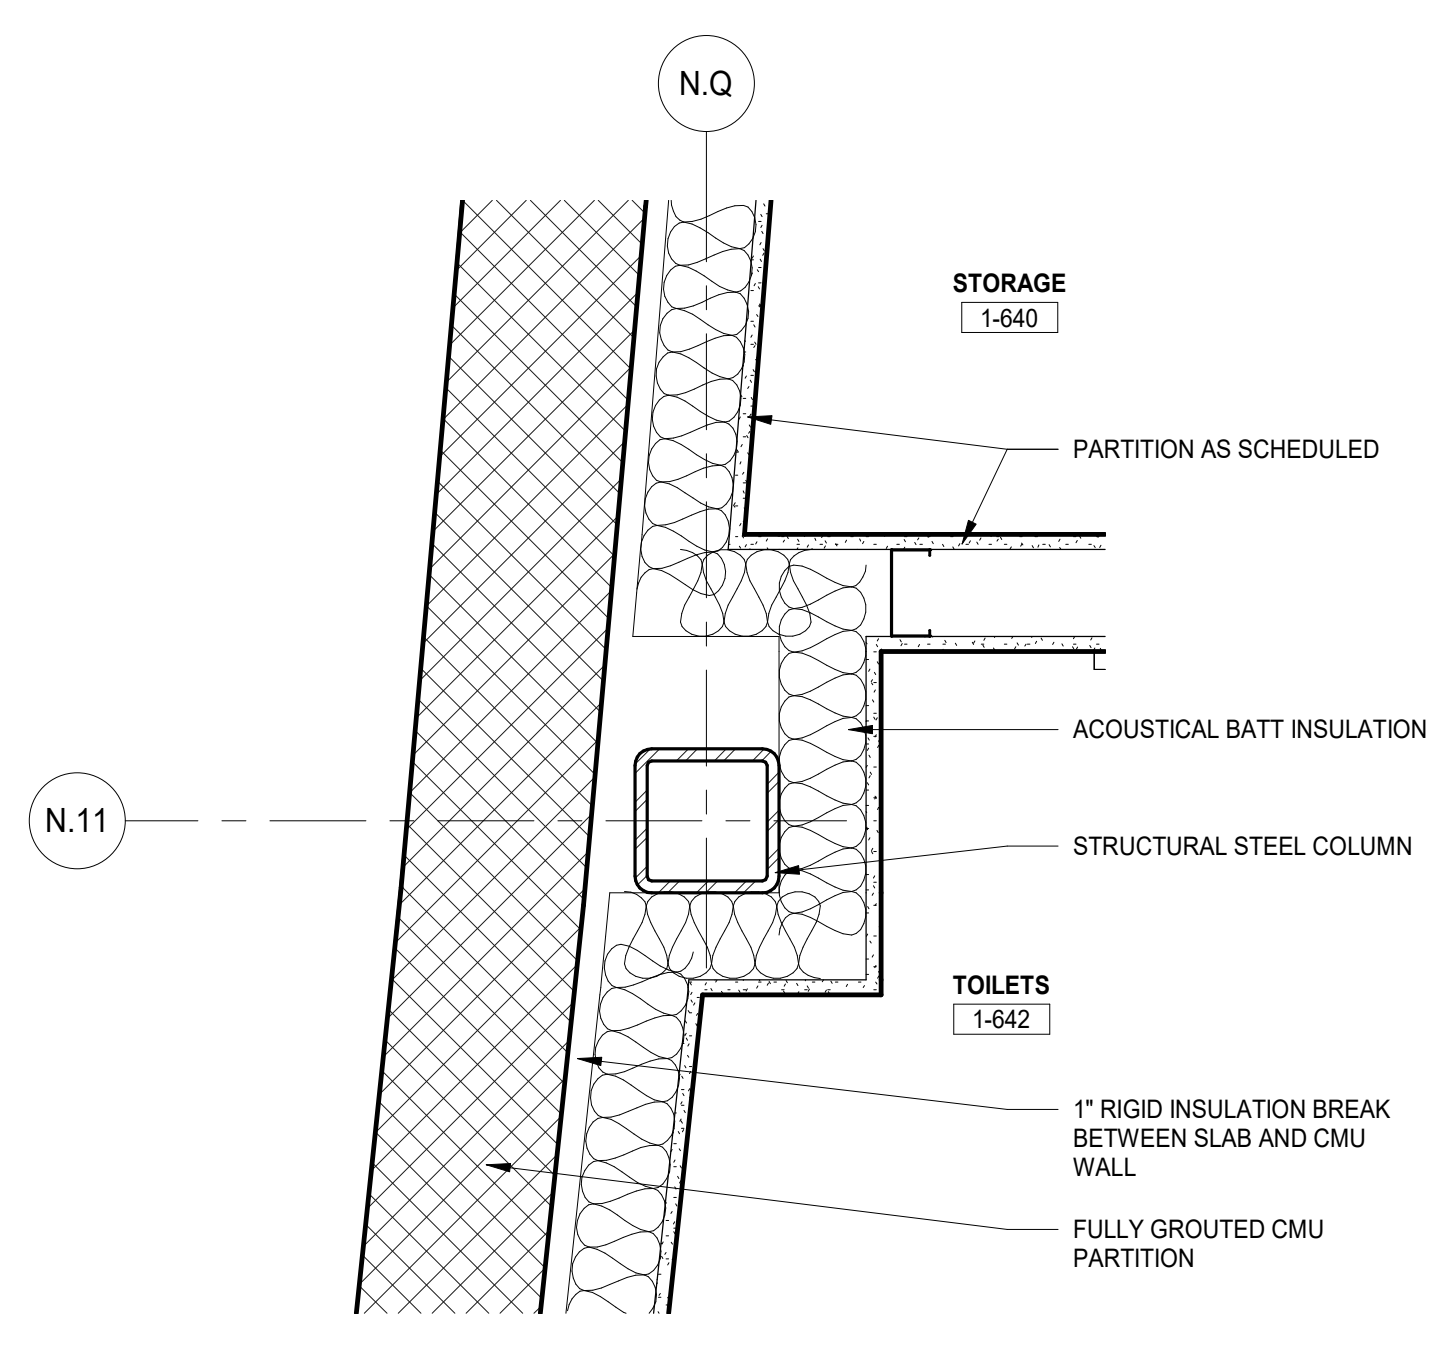 N.Q
STORAGE
1-640
PARTITION AS SCHEDULED
ACOUSTICAL BATT INSULATION
N.11
STRUCTURAL STEEL COLUMN
TOILETS
1-642
1" RIGID INSULATION BREAK
BETWEEN SLAB AND CMU
WALL
FULLY GROUTED CMU
PARTITION